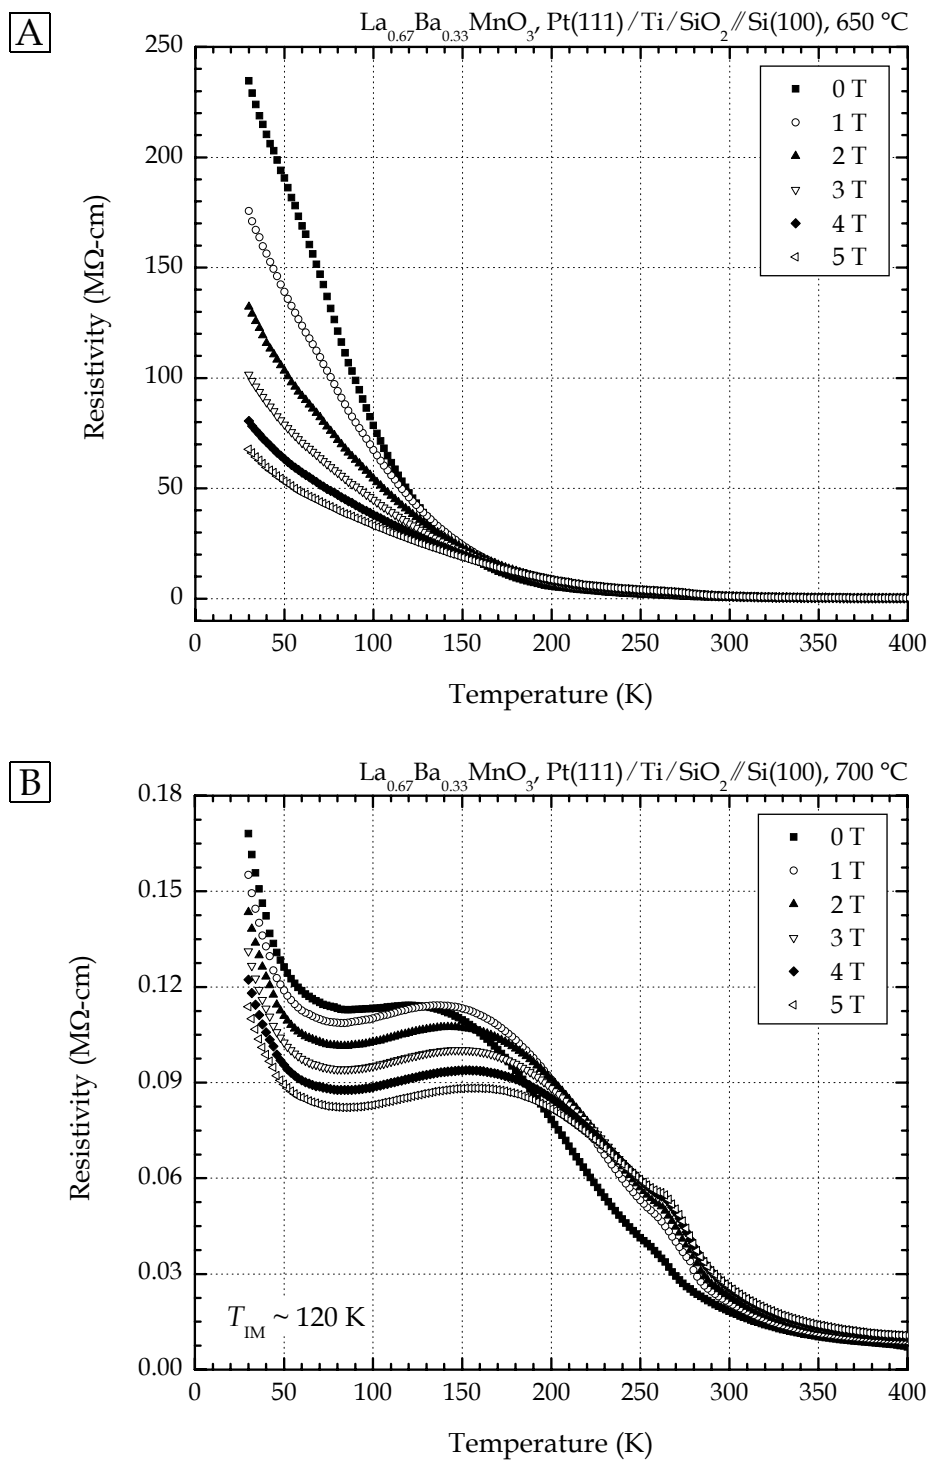 A
La0.67Ba0.33MnO3, Pt(111)/Ti/SiO2//Si(100), 650 °C
250
200
150
100
50
0
Resistivity (MΩ-cm)
0 T
1 T
2 T
3 T
4 T
5 T
0 50 100 150 200 250 300 350 400
Temperature (K)
B
La0.67Ba0.33MnO3, Pt(111)/Ti/SiO2//Si(100), 700 °C
0.18
0.15
0.12
0.09
0.06
0.03
0.00
Resistivity (MΩ-cm)
0 T
1 T
2 T
3 T
4 T
5 T
TIM ~ 120 K
0 50 100 150 200 250 300 350 400
Temperature (K)